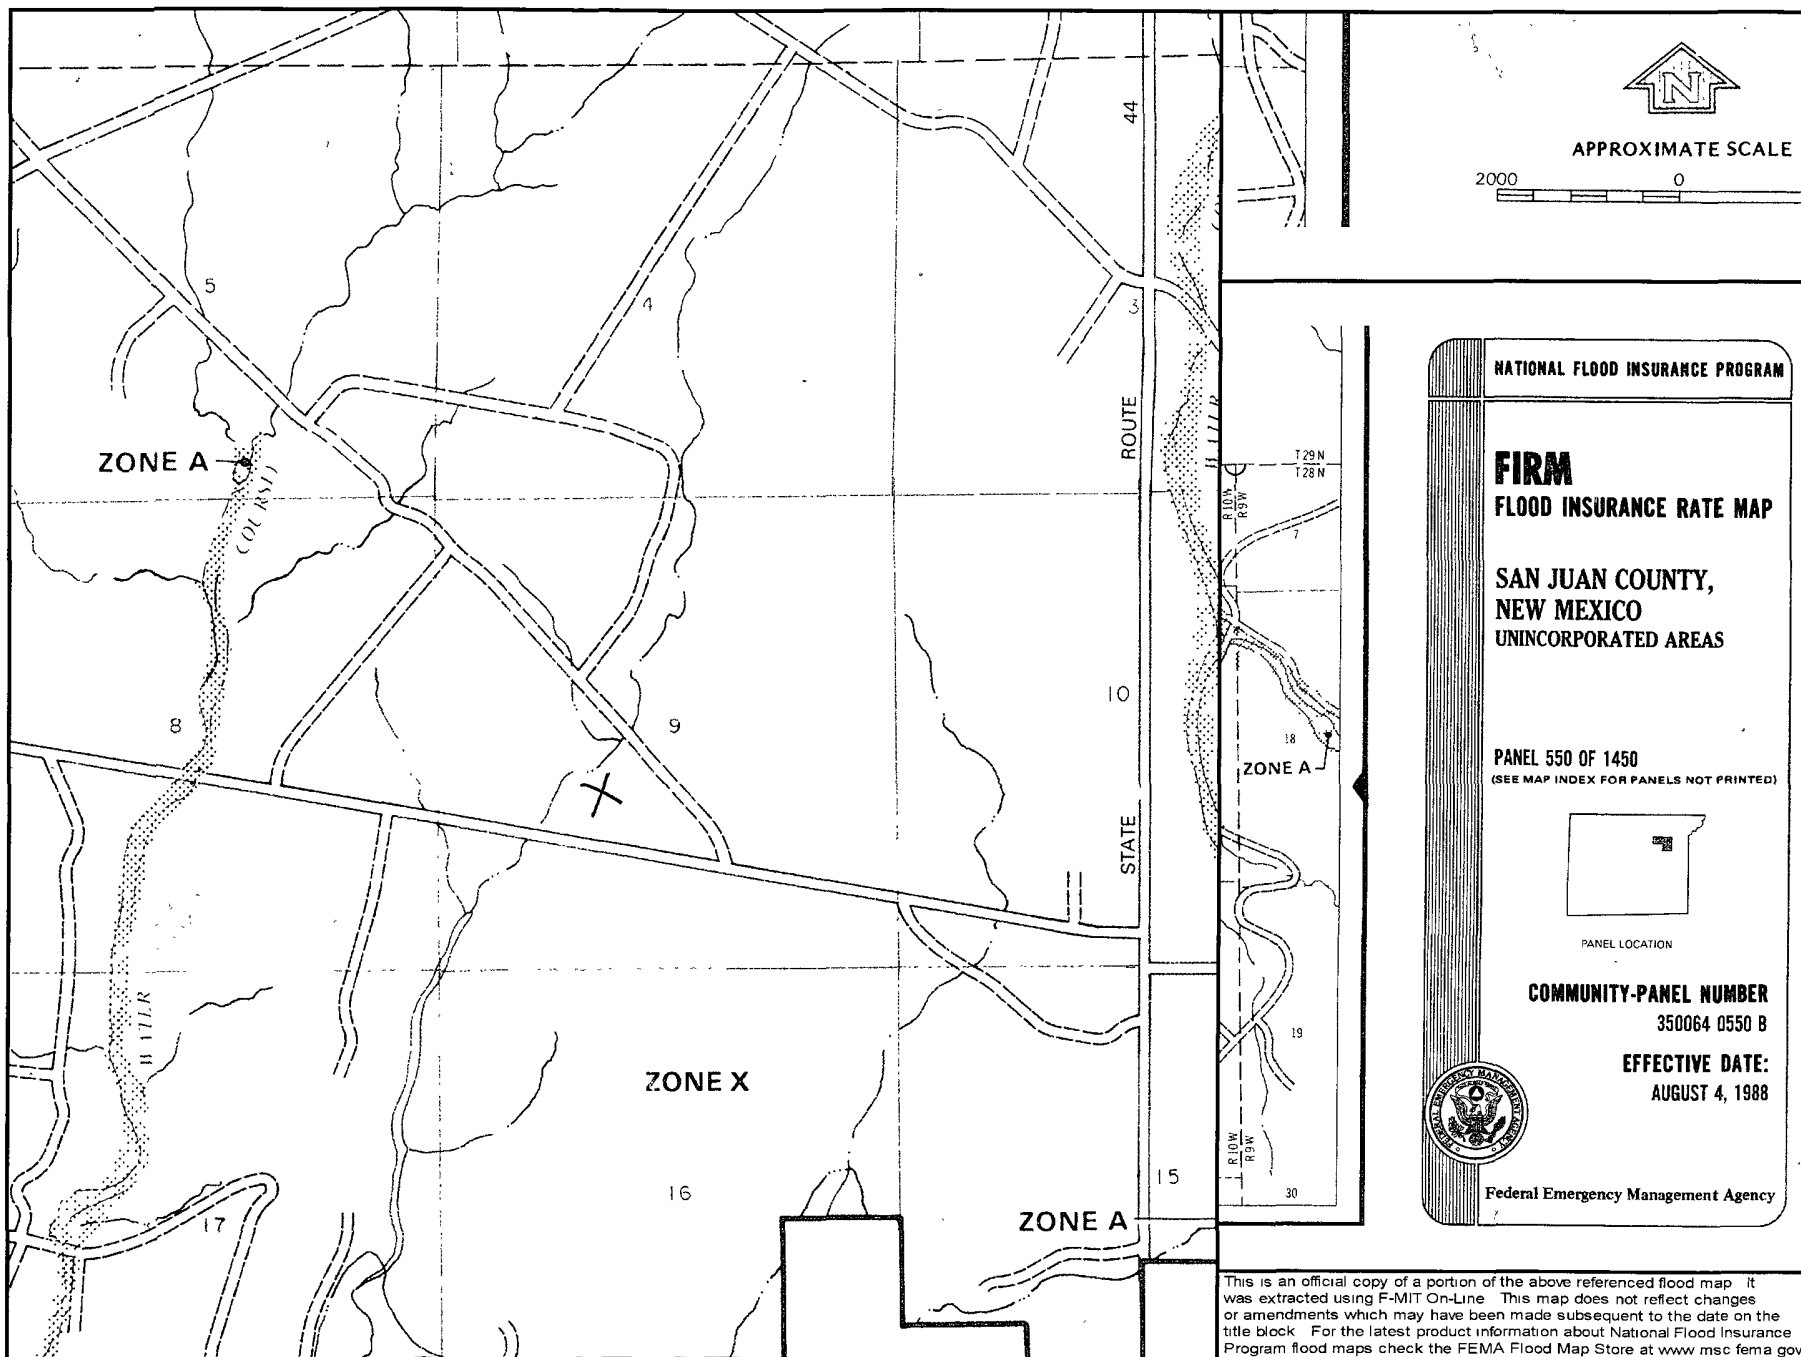 44
N
APPROXIMATE SCALE
2000 0
5
4
3
NATIONAL FLOOD INSURANCE PROGRAM
ROUTE
WATER
ZONE A
COURSE)
T29N
T28N
R10W
R9W
7
FIRM
FLOOD INSURANCE RATE MAP
SAN JUAN COUNTY,
NEW MEXICO
UNINCORPORATED AREAS
8
9
10
18
ZONE A
PANEL 550 OF 1450
(SEE MAP INDEX FOR PANELS NOT PRINTED)
X
STATE
PANEL LOCATION
COMMUNITY-PANEL NUMBER
350064 0550 B
WATER
19
ZONE X
EFFECTIVE DATE:
AUGUST 4, 1988
FEDERAL EMERGENCY MANAGEMENT AGENCY
R10W
R9W
15
16
30
Federal Emergency Management Agency
17
ZONE A
This is an official copy of a portion of the above referenced flood map It
was extracted using F-MIT On-Line This map does not reflect changes
or amendments which may have been made subsequent to the date on the
title block For the latest product information about National Flood Insurance
Program flood maps check the FEMA Flood Map Store at www msc fema gov